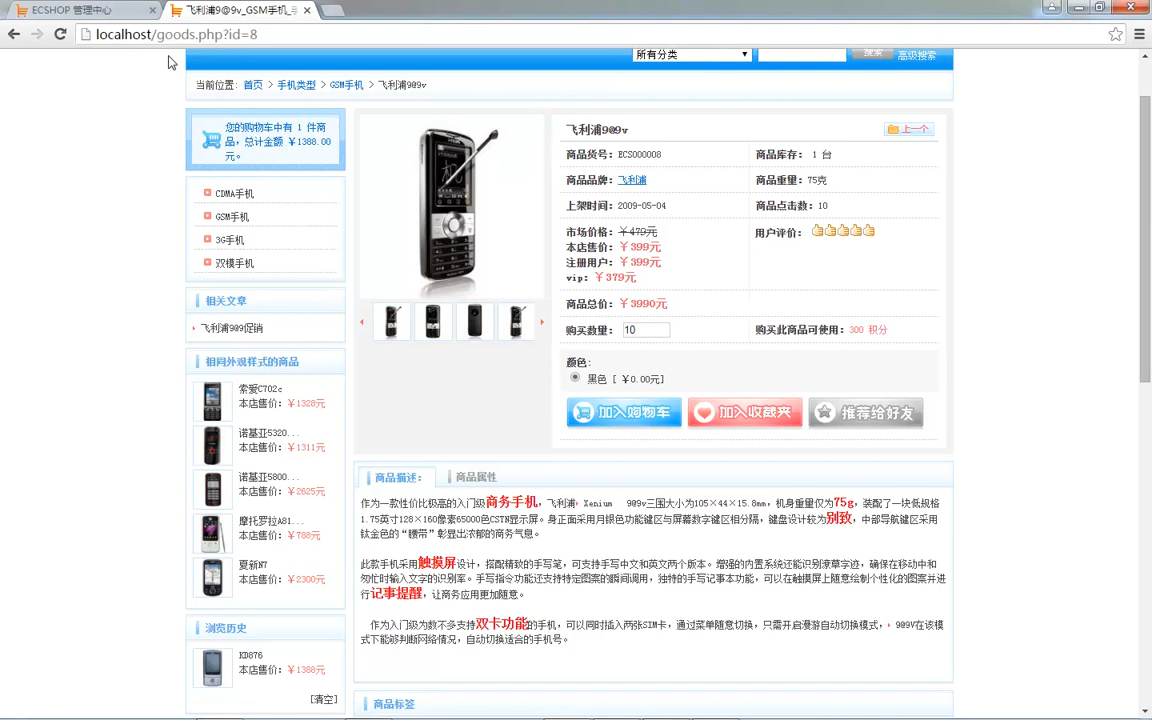 ECSHOP 管理中心
飞利浦9@9v_GSM手机_手
localhost/goods.php?id=8
所有分类
搜索
高级搜索
当前位置: 首页 > 手机类型 > GSM手机 > 飞利浦9@9v
您的购物车中有 1 件商
品，总计金额 ￥1388.00
元。
CDMA手机
GSM手机
3G手机
双模手机
相关文章
飞利浦9@9促销
相同外观样式的商品
索爱C702c
本店售价：￥1328元
诺基亚5320...
本店售价：￥1311元
诺基亚5800...
本店售价：￥2625元
摩托罗拉A81...
本店售价：￥788元
夏新N7
本店售价：￥2300元
浏览历史
KD876
本店售价：￥1388元
[清空]
飞利浦9@9v
上一个
商品货号：ECS000008
商品库存： 1 台
商品品牌：飞利浦
商品重量：75克
上架时间：2009-05-04
商品点击数：10
市场价格：￥479元
用户评价：
本店售价：￥399元
注册用户：￥399元
vip：￥379元
商品总价：￥3990元
购买数量： 10
购买此商品可使用：300 积分
颜色:
黑色 [ ￥0.00元]
加入购物车
加入收藏夹
推荐给好友
商品描述：
商品属性
作为一款性价比极高的入门级商务手机，飞利浦 Xenium 9@9v三围大小为105×44×15.8mm，机身重量仅为75g，装配了一块低规格
1.75英寸128×160像素65000色CSTN显示屏。身正面采用月银色功能键区与屏幕数字键区相分隔，键盘设计较为别致，中部导航键区采用
钛金色的“腰带”彰显出浓郁的商务气息。
此款手机采用触摸屏设计，搭配精致的手写笔，可支持手写中文和英文两个版本。增强的内置系统还能识别潦草字迹，确保在移动中和
匆忙时输入文字的识别率。手写指令功能还支持特定图案的瞬间调用，独特的手写记事本功能，可以在触摸屏上随意绘制个性化的图案并进
行记事提醒，让商务应用更加随意。
作为入门级为数不多支持双卡功能的手机，可以同时插入两张SIM卡，通过菜单随意切换，只需开启漫游自动切换模式， 9@9V在该模
式下能够判断网络情况，自动切换适合的手机号。
商品标签